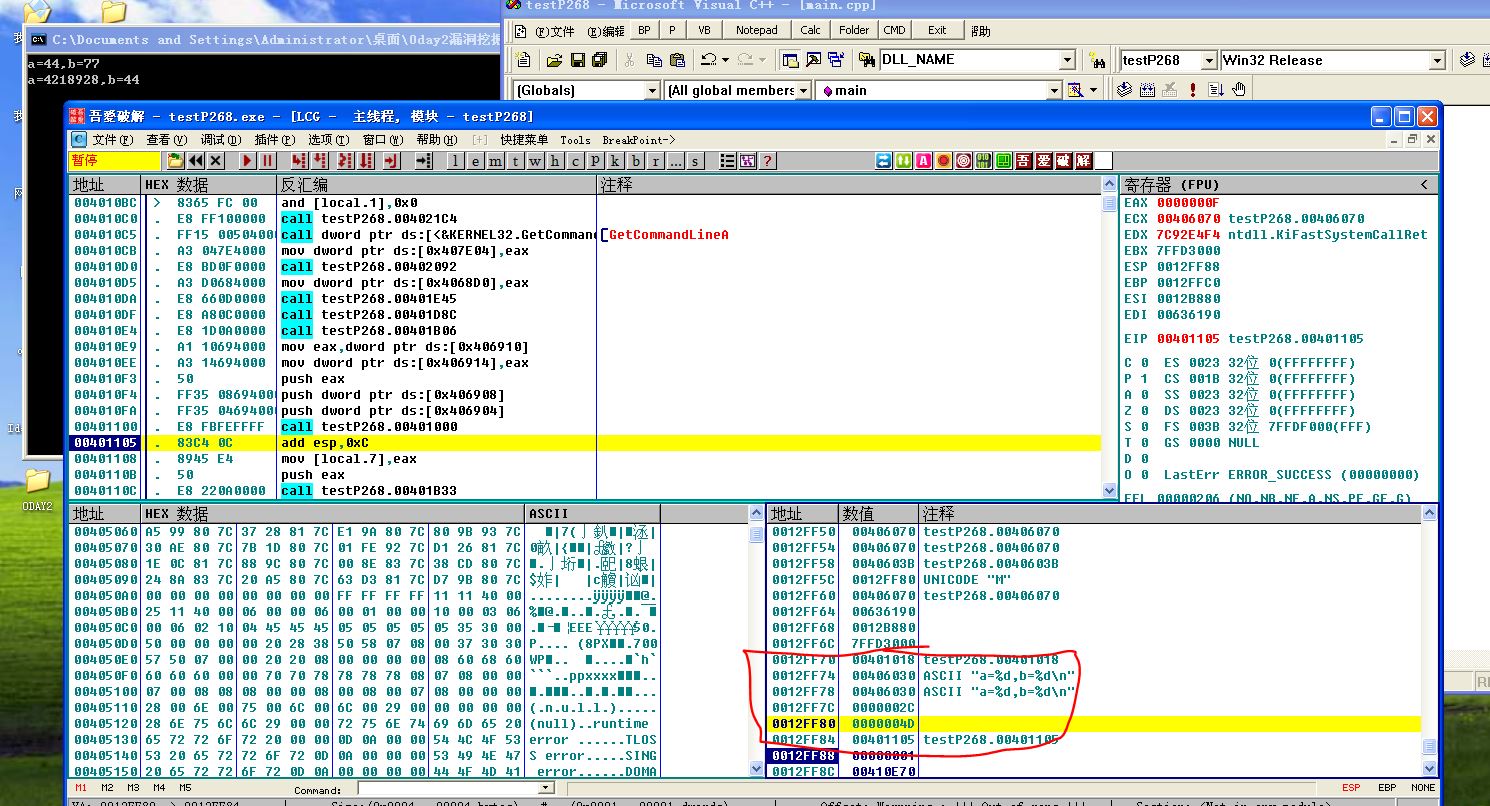 testP268 - Microsoft Visual C++ - [main.cpp]
C:\Documents and Settings\Administrator\桌面\0day2漏洞挖掘
a=44,b=77
a=4218928,b=44
(F)文件 (E)编辑 BP P VB Notepad Calc Folder CMD Exit 帮助
DLL_NAME testP268 Win32 Release
(Globals) (All global members main
吾爱破解 - testP268.exe - [LCG - 主线程, 模块 - testP268]
文件(F) 查看(V) 调试(D) 插件(P) 选项(T) 窗口(W) 帮助(H) [+] 快捷菜单 Tools BreakPoint->
暂停 l e m t w h c p k b r ... s ? A 吾 爱 破 解
地址 HEX 数据 反汇编 注释
004010BC > 8365 FC 00 and [local.1],0x0
004010C0 . E8 FF100000 call testP268.004021C4
004010C5 . FF15 0050400 call dword ptr ds:[<&KERNEL32.GetComman [GetCommandLineA
004010CB . A3 047E4000 mov dword ptr ds:[0x407E04],eax
004010D0 . E8 BD0F0000 call testP268.00402092
004010D5 . A3 D0684000 mov dword ptr ds:[0x4068D0],eax
004010DA . E8 660D0000 call testP268.00401E45
004010DF . E8 A80C0000 call testP268.00401D8C
004010E4 . E8 1D0A0000 call testP268.00401B06
004010E9 . A1 10694000 mov eax,dword ptr ds:[0x406910]
004010EE . A3 14694000 mov dword ptr ds:[0x406914],eax
004010F3 . 50 push eax
004010F4 . FF35 0869400 push dword ptr ds:[0x406908]
004010FA . FF35 0469400 push dword ptr ds:[0x406904]
00401100 . E8 FBFEFFFF call testP268.00401000
00401105 . 83C4 0C add esp,0xC
00401108 . 8945 E4 mov [local.7],eax
0040110B . 50 push eax
0040110C . E8 220A0000 call testP268.00401B33
寄存器 (FPU) <
EAX 0000000F
ECX 00406070 testP268.00406070
EDX 7C92E4F4 ntdll.KiFastSystemCallRet
EBX 7FFD3000
ESP 0012FF88
EBP 0012FFC0
ESI 0012B880
EDI 00636190
EIP 00401105 testP268.00401105
C 0 ES 0023 32位 0(FFFFFFFF)
P 1 CS 001B 32位 0(FFFFFFFF)
A 0 SS 0023 32位 0(FFFFFFFF)
Z 0 DS 0023 32位 0(FFFFFFFF)
S 0 FS 003B 32位 7FFDF000(FFF)
T 0 GS 0000 NULL
D 0
O 0 LastErr ERROR_SUCCESS (00000000)
EFL 00000206 (NO,NB,NE,A,NS,PE,GE,G)
ODAY2
地址 HEX 数据 ASCII
00405060 A5 99 80 7C 37 28 81 7C E1 9A 80 7C 80 9B 93 7C
00405070 30 AE 80 7C 7B 1D 80 7C 01 FE 92 7C D1 26 81 7C
00405080 1E 0C 81 7C 88 9C 80 7C 00 8E 83 7C 38 CD 80 7C
00405090 24 8A 83 7C 20 A5 80 7C 63 D3 81 7C D7 9B 80 7C
004050A0 00 00 00 00 00 00 00 00 FF FF FF FF 11 11 40 00
004050B0 25 11 40 00 06 00 00 06 00 01 00 00 10 00 03 06
004050C0 00 06 02 10 04 45 45 45 05 05 05 05 05 35 30 00
004050D0 50 00 00 00 00 20 28 38 50 58 07 08 00 37 30 30 P.... (8PX .700
004050E0 57 50 07 00 00 20 20 08 00 00 00 00 08 60 68 60
004050F0 60 60 60 00 00 70 70 78 78 78 78 08 07 08 00 00
00405100 07 00 08 08 08 00 00 08 00 08 00 07 08 00 00 00
00405110 28 00 6E 00 75 00 6C 00 6C 00 29 00 00 00 00 00 (.n.u.l.l.).....
00405120 28 6E 75 6C 6C 29 00 00 72 75 6E 74 69 6D 65 20 (null)..runtime
00405130 65 72 72 6F 72 20 00 00 0D 0A 00 00 54 4C 4F 53 error ......TLOS
00405140 53 20 65 72 72 6F 72 0D 0A 00 00 00 53 49 4E 47 S error.....SING
00405150 20 65 72 72 6F 72 0D 0A 00 00 00 00 44 4F 4D 41 error......DOMA
地址 数值 注释
0012FF50 00406070 testP268.00406070
0012FF54 00406070 testP268.00406070
0012FF58 0040603B testP268.0040603B
0012FF5C 0012FF80 UNICODE "M"
0012FF60 00406070 testP268.00406070
0012FF64 00636190
0012FF68 0012B880
0012FF6C 7FFD3000
0012FF70 00401018 testP268.00401018
0012FF74 00406030 ASCII "a=%d,b=%d\n"
0012FF78 00406030 ASCII "a=%d,b=%d\n"
0012FF7C 0000002C
0012FF80 0000004D
0012FF84 00401105 testP268.00401105
0012FF88 00000001
0012FF8C 00410E70
M1 M2 M3 M4 M5 Command: ESP EBP NONE